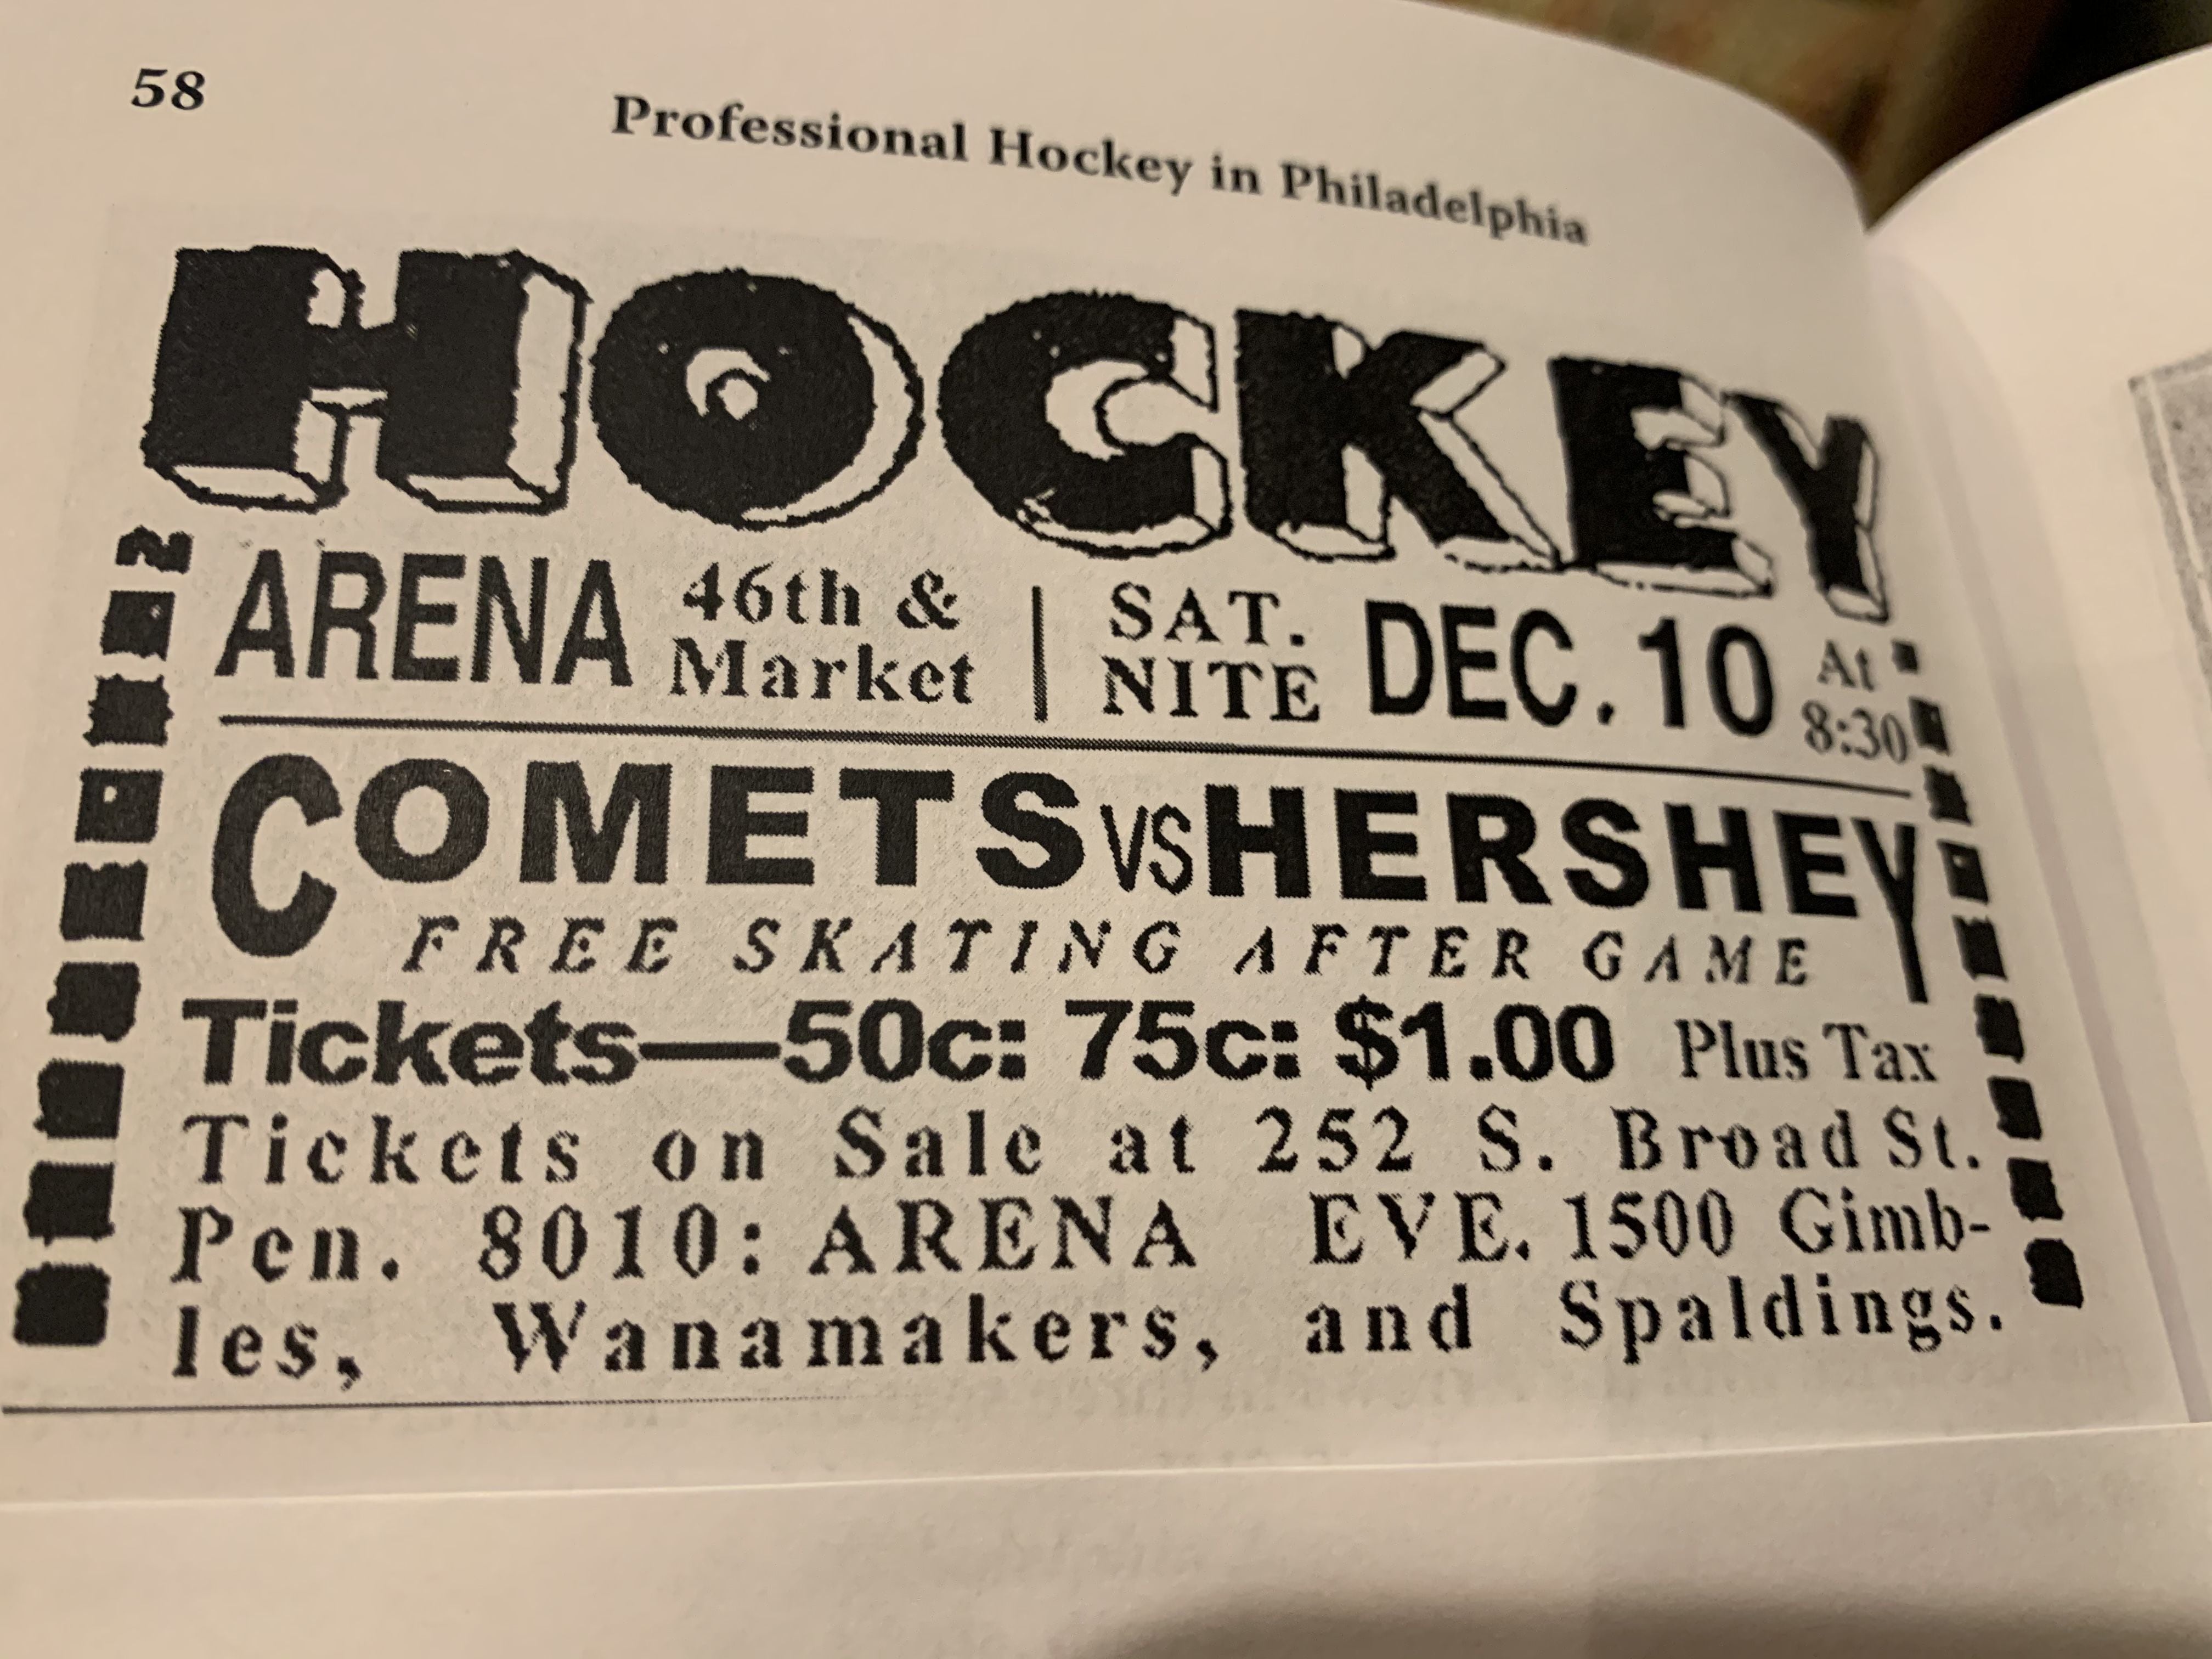 58
Professional Hockey in Philadelphia
HOCKEY
ARENA 46th & Market | SAT. NITE DEC. 10 At 8:30
COMETS VS HERSHEY
FREE SKATING AFTER GAME
Tickets—50c: 75c: $1.00 Plus Tax
Tickets on Sale at 252 S. Broad St.
Pen. 8010: ARENA EVE. 1500 Gimb-
les, Wanamakers, and Spaldings.